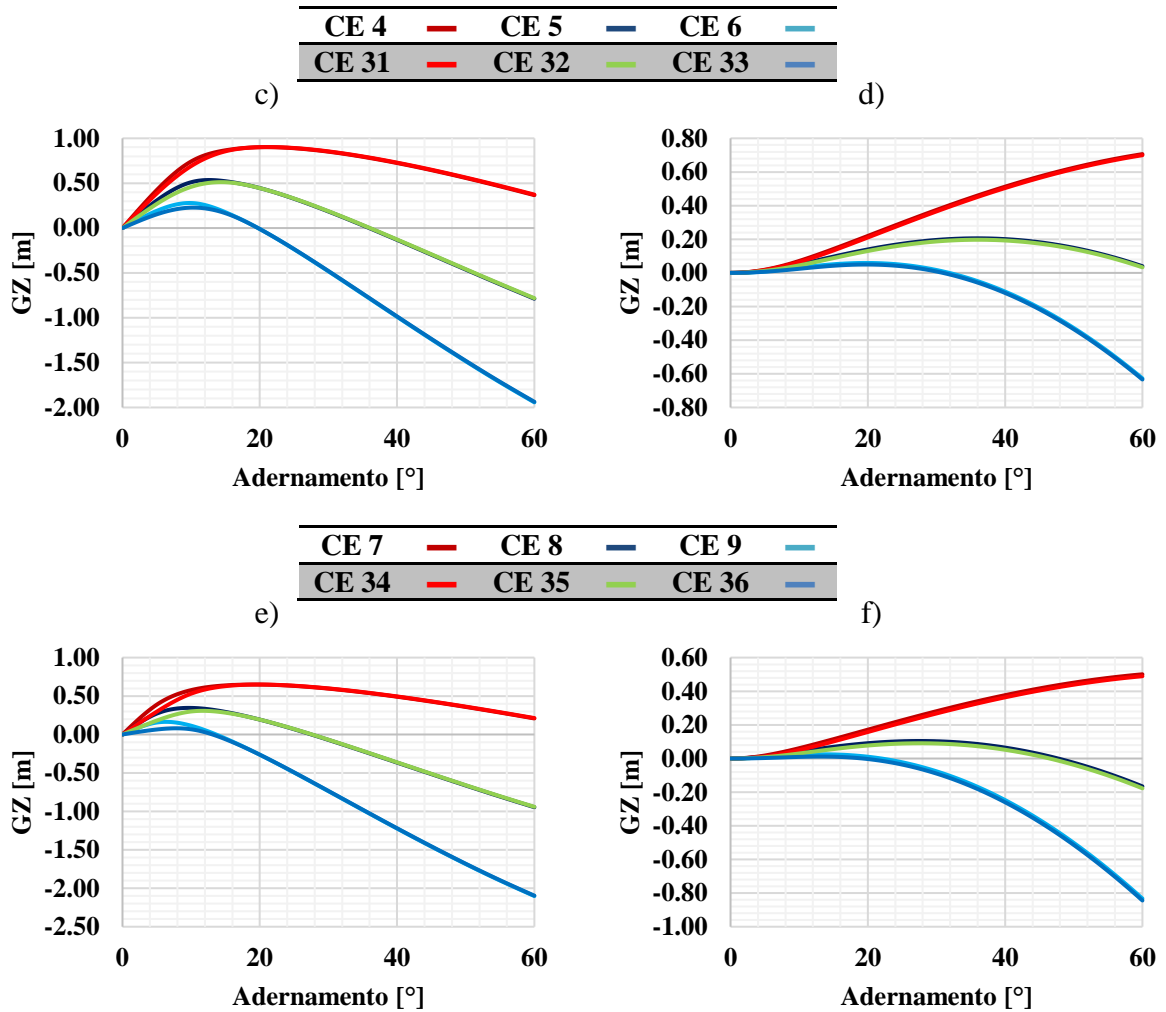 CE 4 CE 5 CE 6
CE 31 CE 32 CE 33
c) d)
1.00
0.50
0.00
-0.50
-1.00
-1.50
-2.00
GZ [m]
0 20 40 60
Adernamento [°]
0.80
0.60
0.40
0.20
0.00
-0.20
-0.40
-0.60
-0.80
GZ [m]
0 20 40 60
Adernamento [°]
CE 7 CE 8 CE 9
CE 34 CE 35 CE 36
e) f)
1.00
0.50
0.00
-0.50
-1.00
-1.50
-2.00
-2.50
GZ [m]
0 20 40 60
Adernamento [°]
0.60
0.40
0.20
0.00
-0.20
-0.40
-0.60
-0.80
-1.00
GZ [m]
0 20 40 60
Adernamento [°]